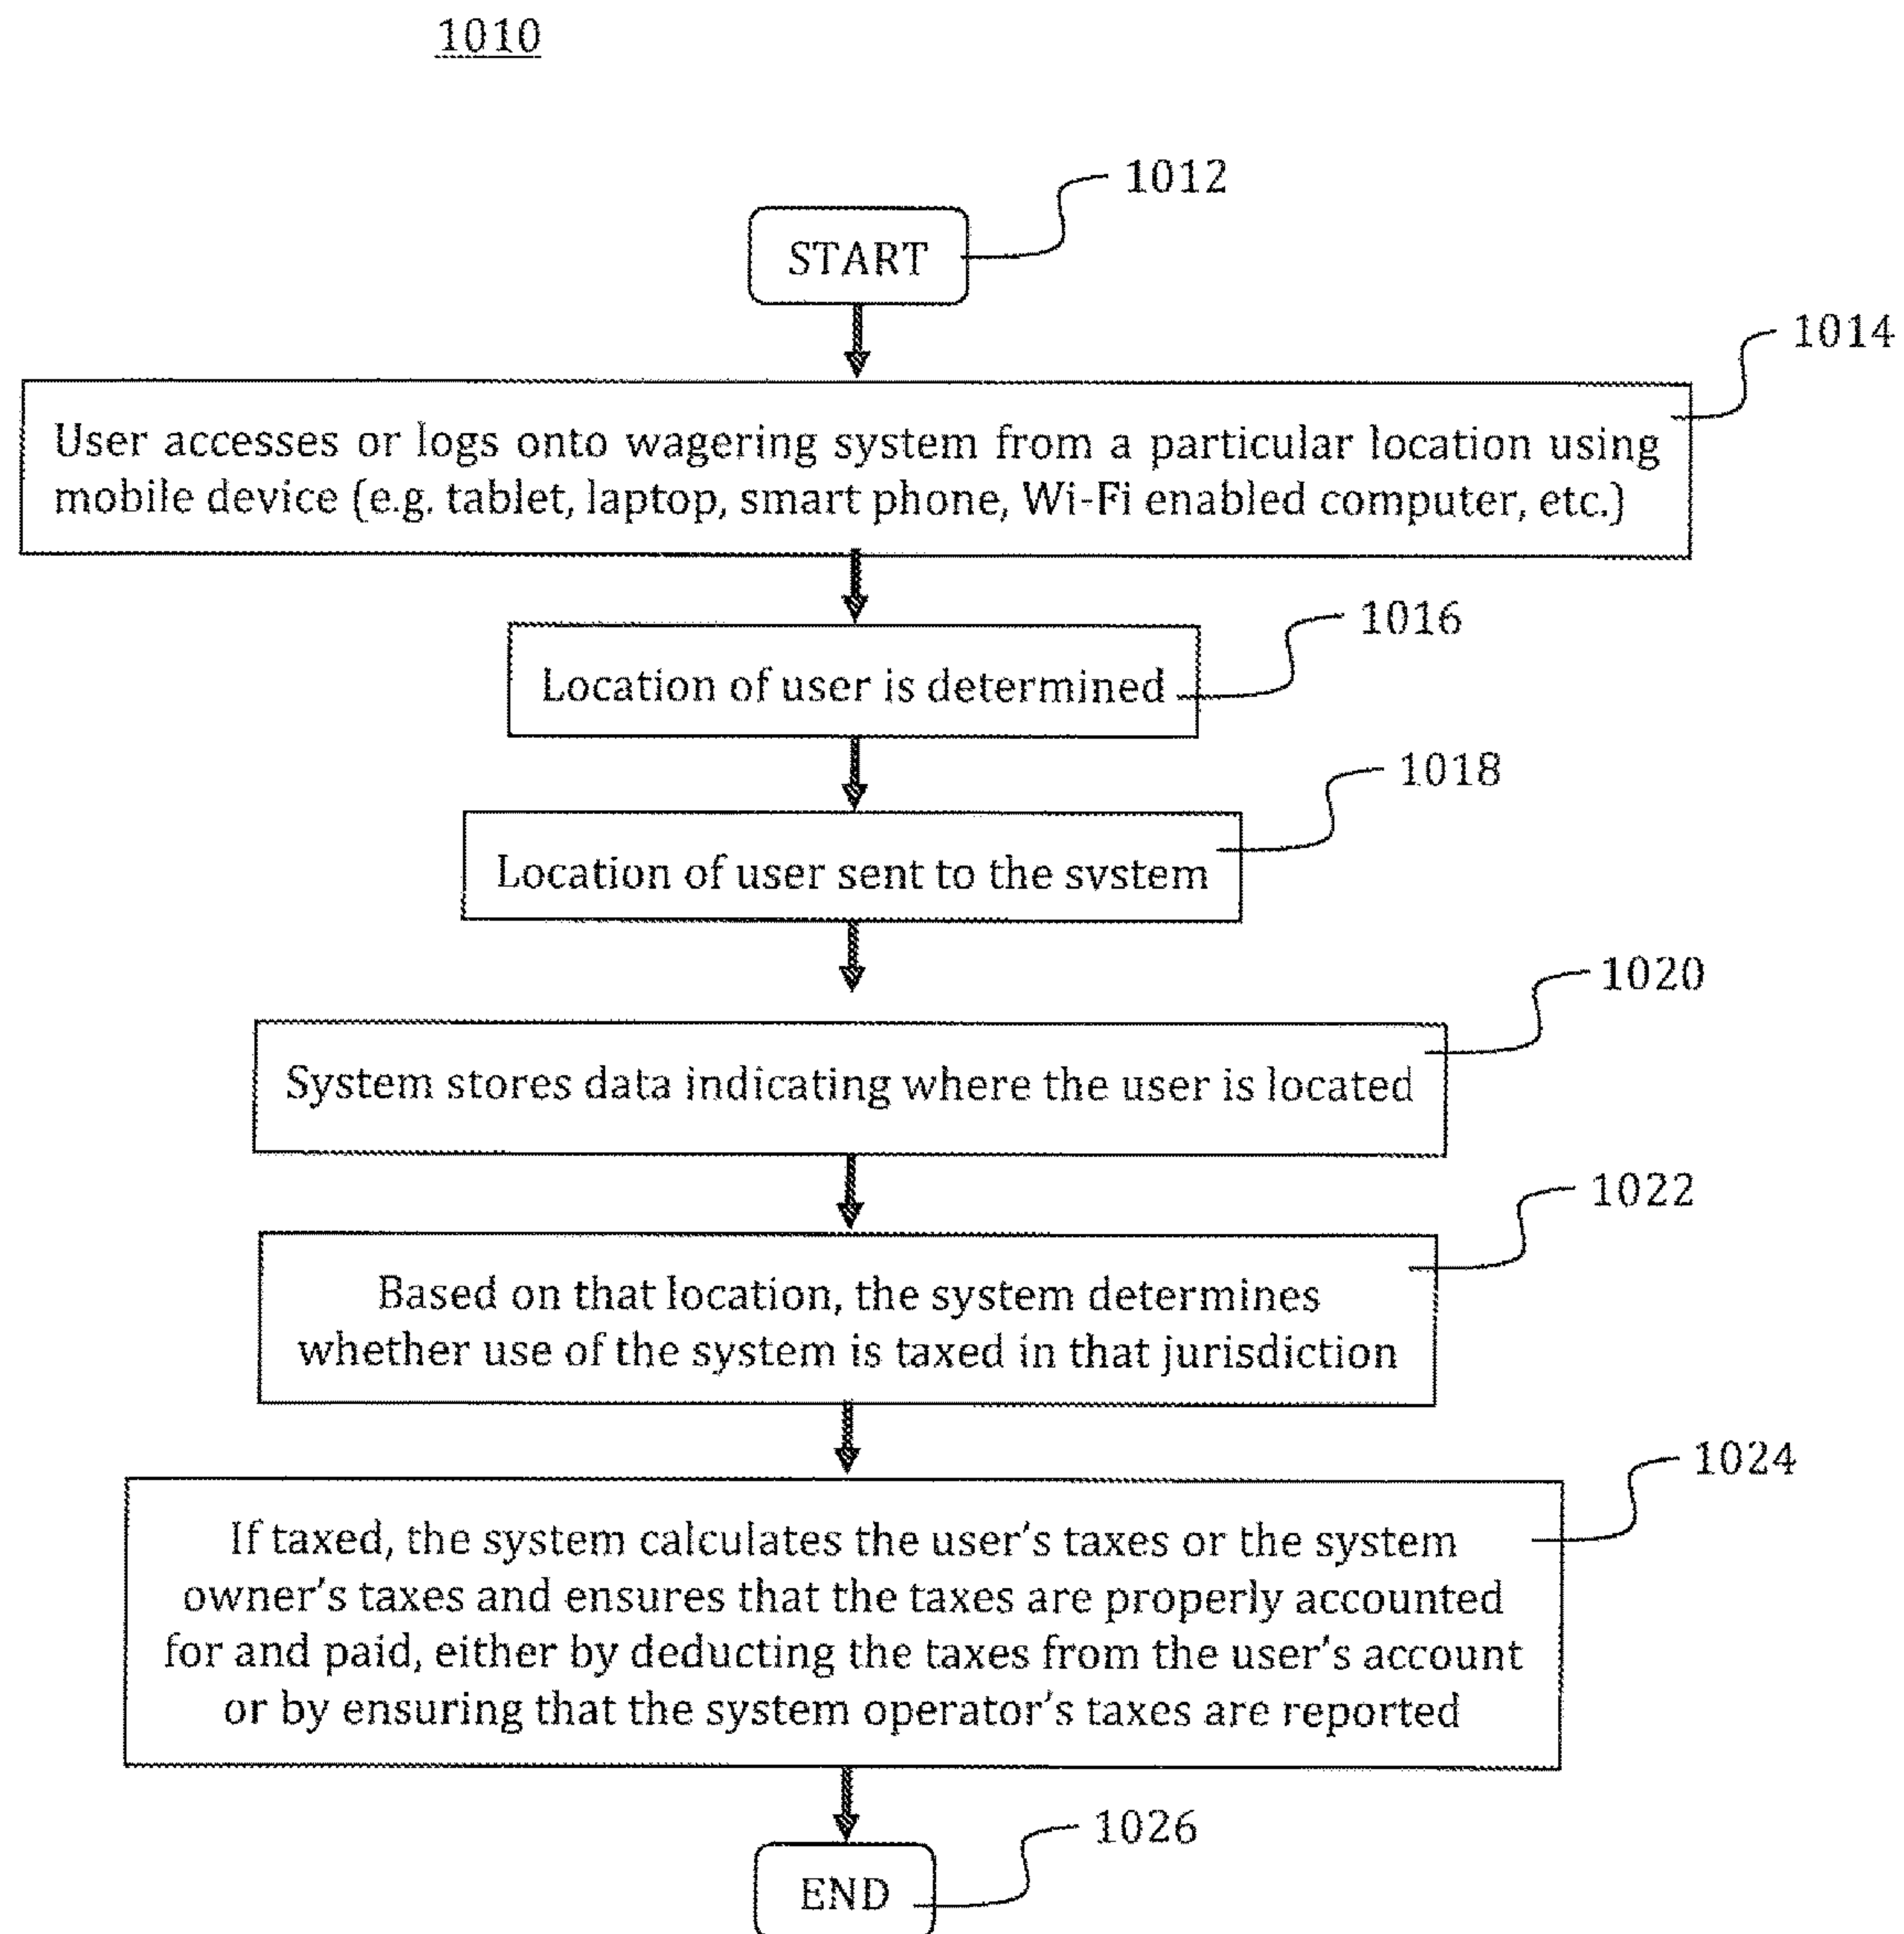 1010
1012
START
1014
User accesses or logs onto wagering system from a particular location using
mobile device (e.g. tablet, laptop, smart phone, Wi-Fi enabled computer, etc.)
1016
Location of user is determined
1018
Location of user sent to the system
1020
System stores data indicating where the user is located
1022
Based on that location, the system determines
whether use of the system is taxed in that jurisdiction
1024
If taxed, the system calculates the user's taxes or the system
owner's taxes and ensures that the taxes are properly accounted
for and paid, either by deducting the taxes from the user's account
or by ensuring that the system operator's taxes are reported
1026
END